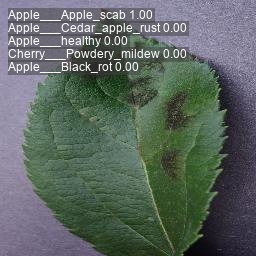 Apple___Apple_scab 1.00
Apple___Cedar_apple_rust 0.00
Apple___healthy 0.00
Cherry___Powdery_mildew 0.00
Apple___Black_rot 0.00